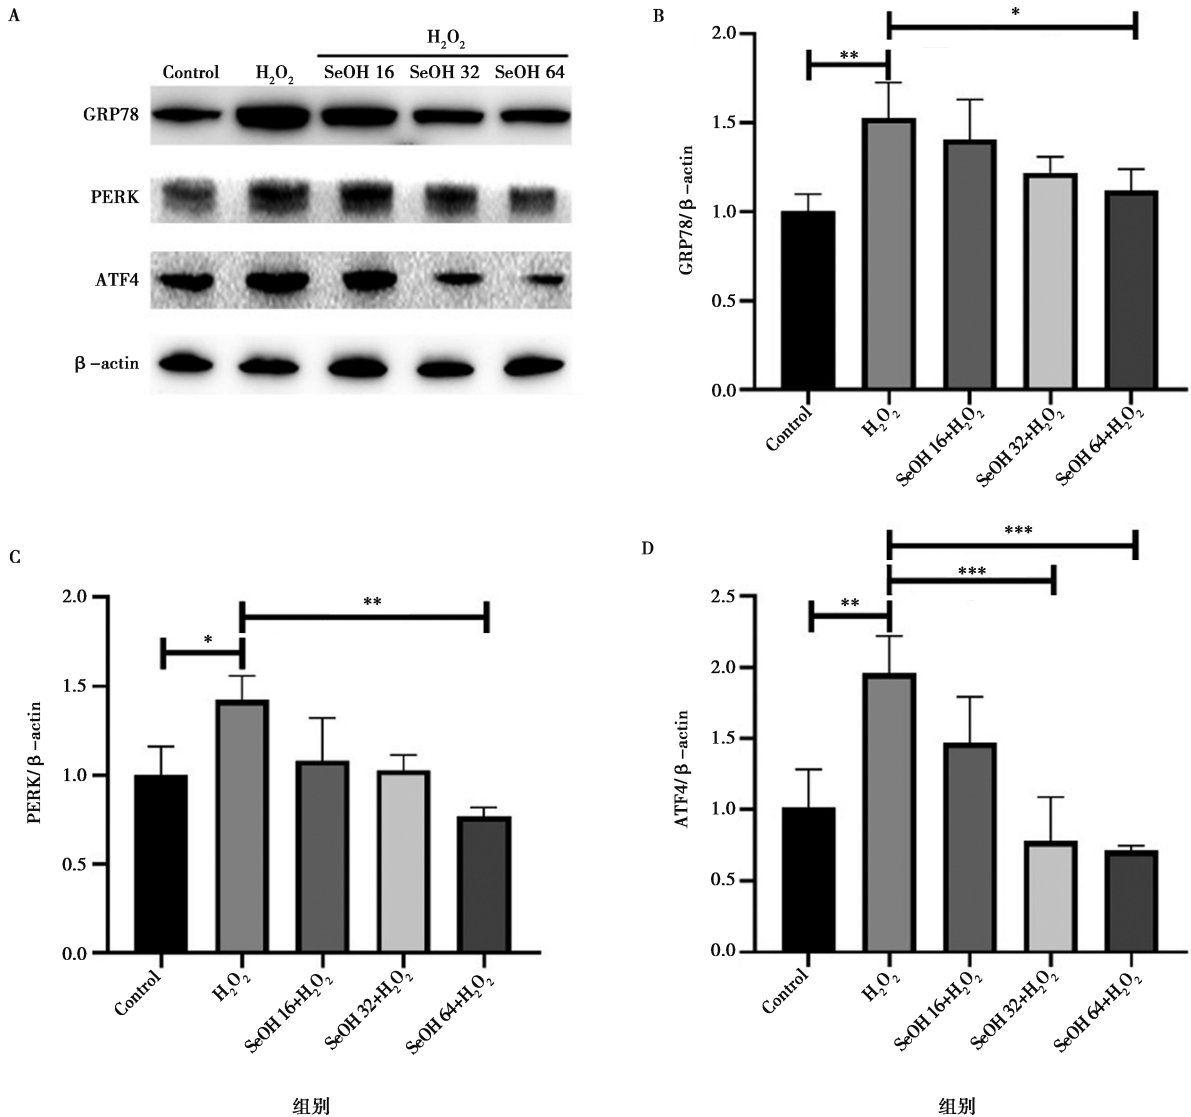 A
H₂O₂
Control H₂O₂ SeOH 16 SeOH 32 SeOH 64
GRP78
PERK
ATF4
β-actin
B
*
**
2.0
1.5
1.0
0.5
0.0
GRP78/β-actin
Control
H₂O₂
SeOH 16+H₂O₂
SeOH 32+H₂O₂
SeOH 64+H₂O₂
C
**
*
2.0
1.5
1.0
0.5
0.0
PERK/β-actin
Control
H₂O₂
SeOH 16+H₂O₂
SeOH 32+H₂O₂
SeOH 64+H₂O₂
组别
D
***
***
**
2.5
2.0
1.5
1.0
0.5
0.0
ATF4/β-actin
Control
H₂O₂
SeOH 16+H₂O₂
SeOH 32+H₂O₂
SeOH 64+H₂O₂
组别